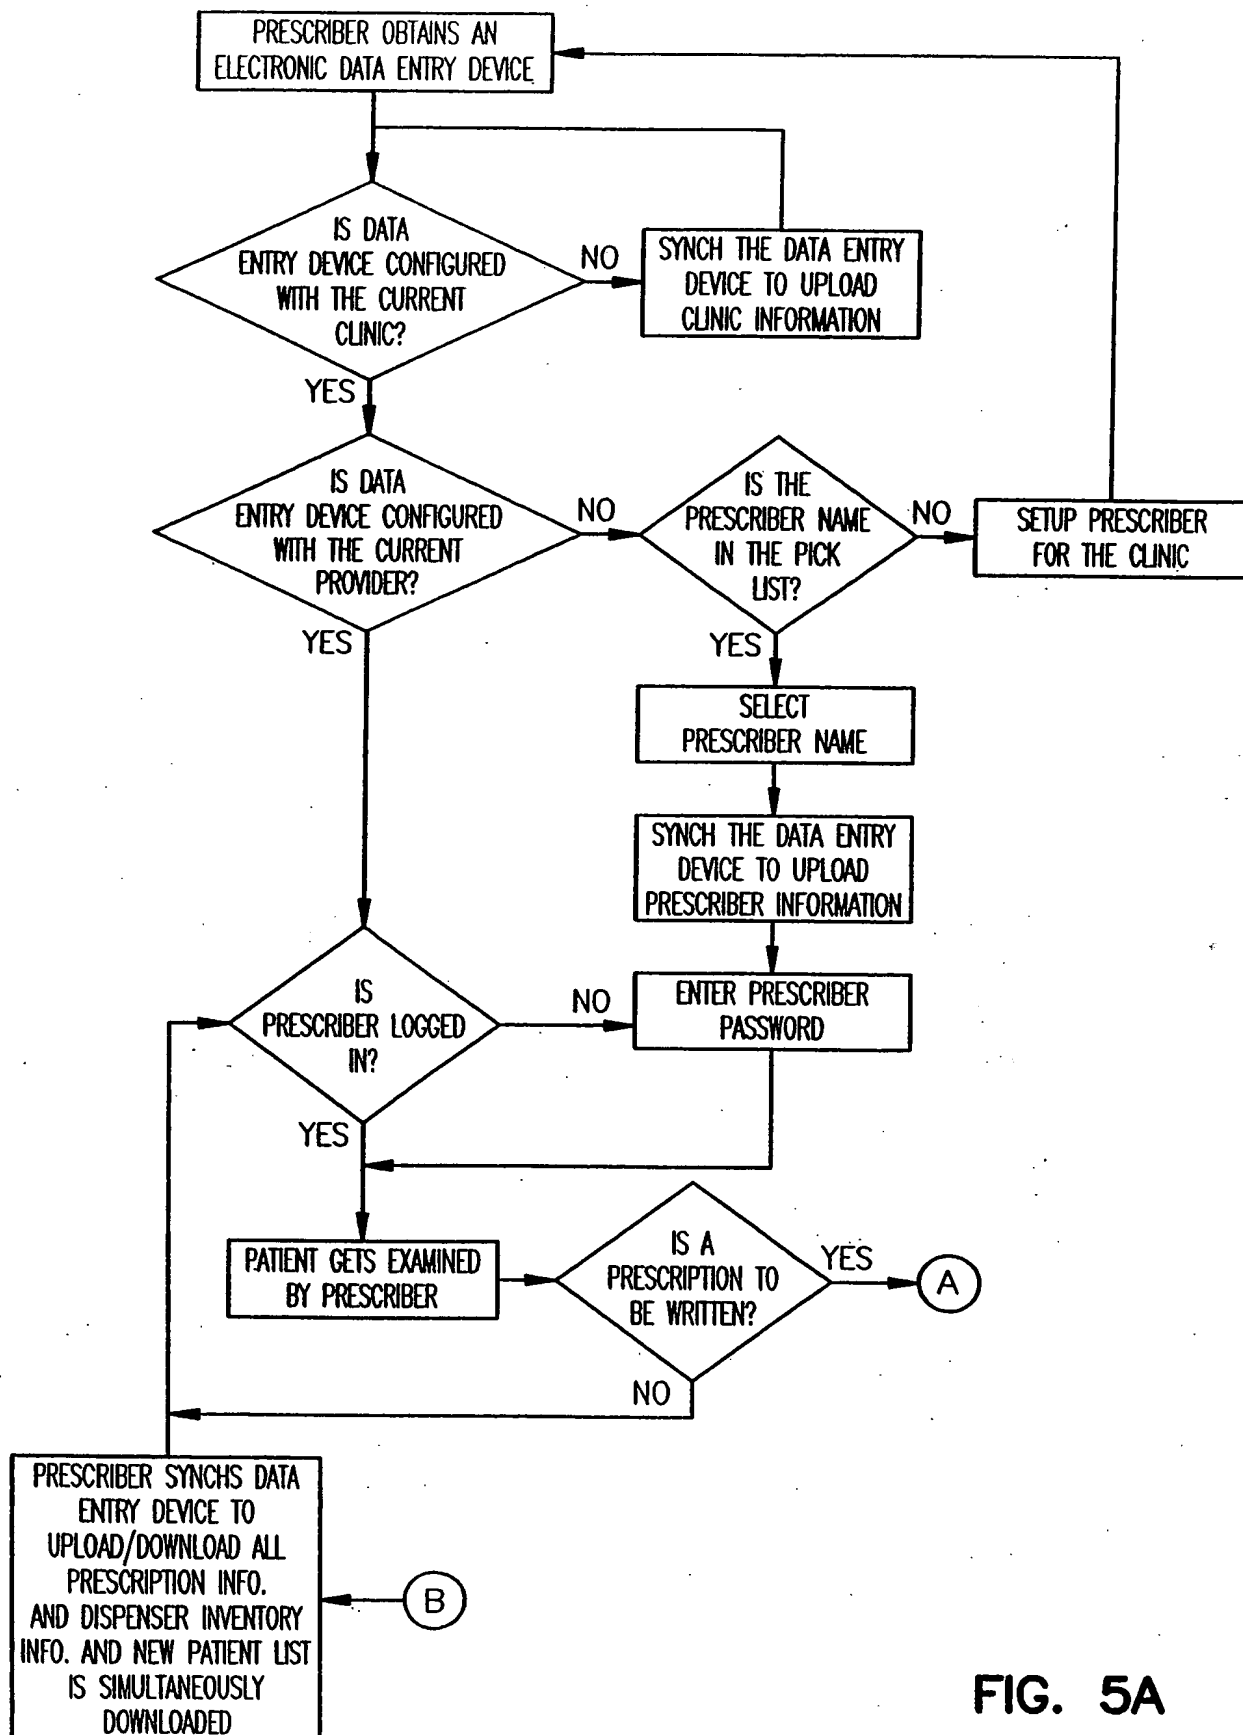 PRESCRIBER OBTAINS AN
ELECTRONIC DATA ENTRY DEVICE
IS DATA
ENTRY DEVICE CONFIGURED
WITH THE CURRENT
CLINIC?
NO
SYNCH THE DATA ENTRY
DEVICE TO UPLOAD
CLINIC INFORMATION
YES
IS DATA
ENTRY DEVICE CONFIGURED
WITH THE CURRENT
PROVIDER?
NO
IS THE
PRESCRIBER NAME
IN THE PICK
LIST?
NO
SETUP PRESCRIBER
FOR THE CLINIC
YES
YES
SELECT
PRESCRIBER NAME
SYNCH THE DATA ENTRY
DEVICE TO UPLOAD
PRESCRIBER INFORMATION
IS
PRESCRIBER LOGGED
IN?
NO
ENTER PRESCRIBER
PASSWORD
YES
PATIENT GETS EXAMINED
BY PRESCRIBER
IS A
PRESCRIPTION TO
BE WRITTEN?
YES
A
NO
PRESCRIBER SYNCHS DATA
ENTRY DEVICE TO
UPLOAD/DOWNLOAD ALL
PRESCRIPTION INFO.
AND DISPENSER INVENTORY
INFO. AND NEW PATIENT LIST
IS SIMULTANEOUSLY
DOWNLOADED
B
FIG. 5A